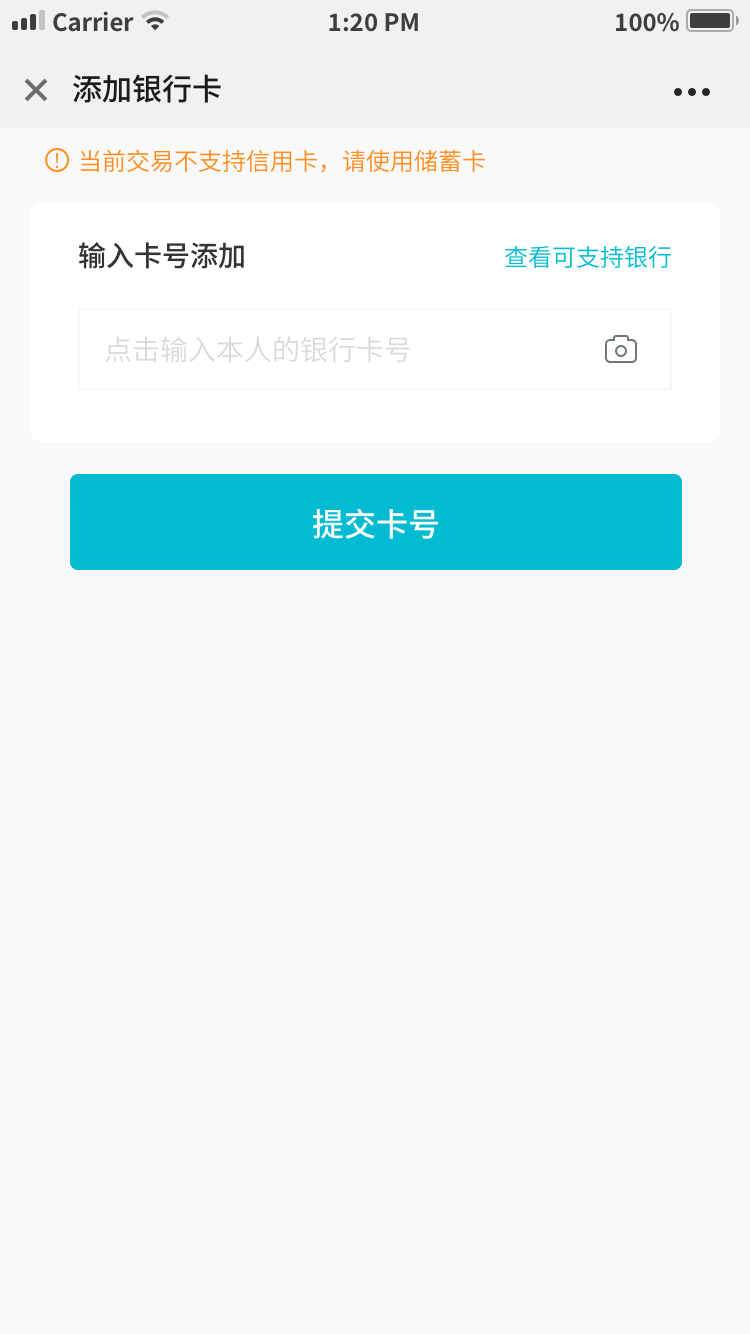 Carrier 1:20 PM 100%
添加银行卡
当前交易不支持信用卡，请使用储蓄卡
输入卡号添加 查看可支持银行
点击输入本人的银行卡号
提交卡号